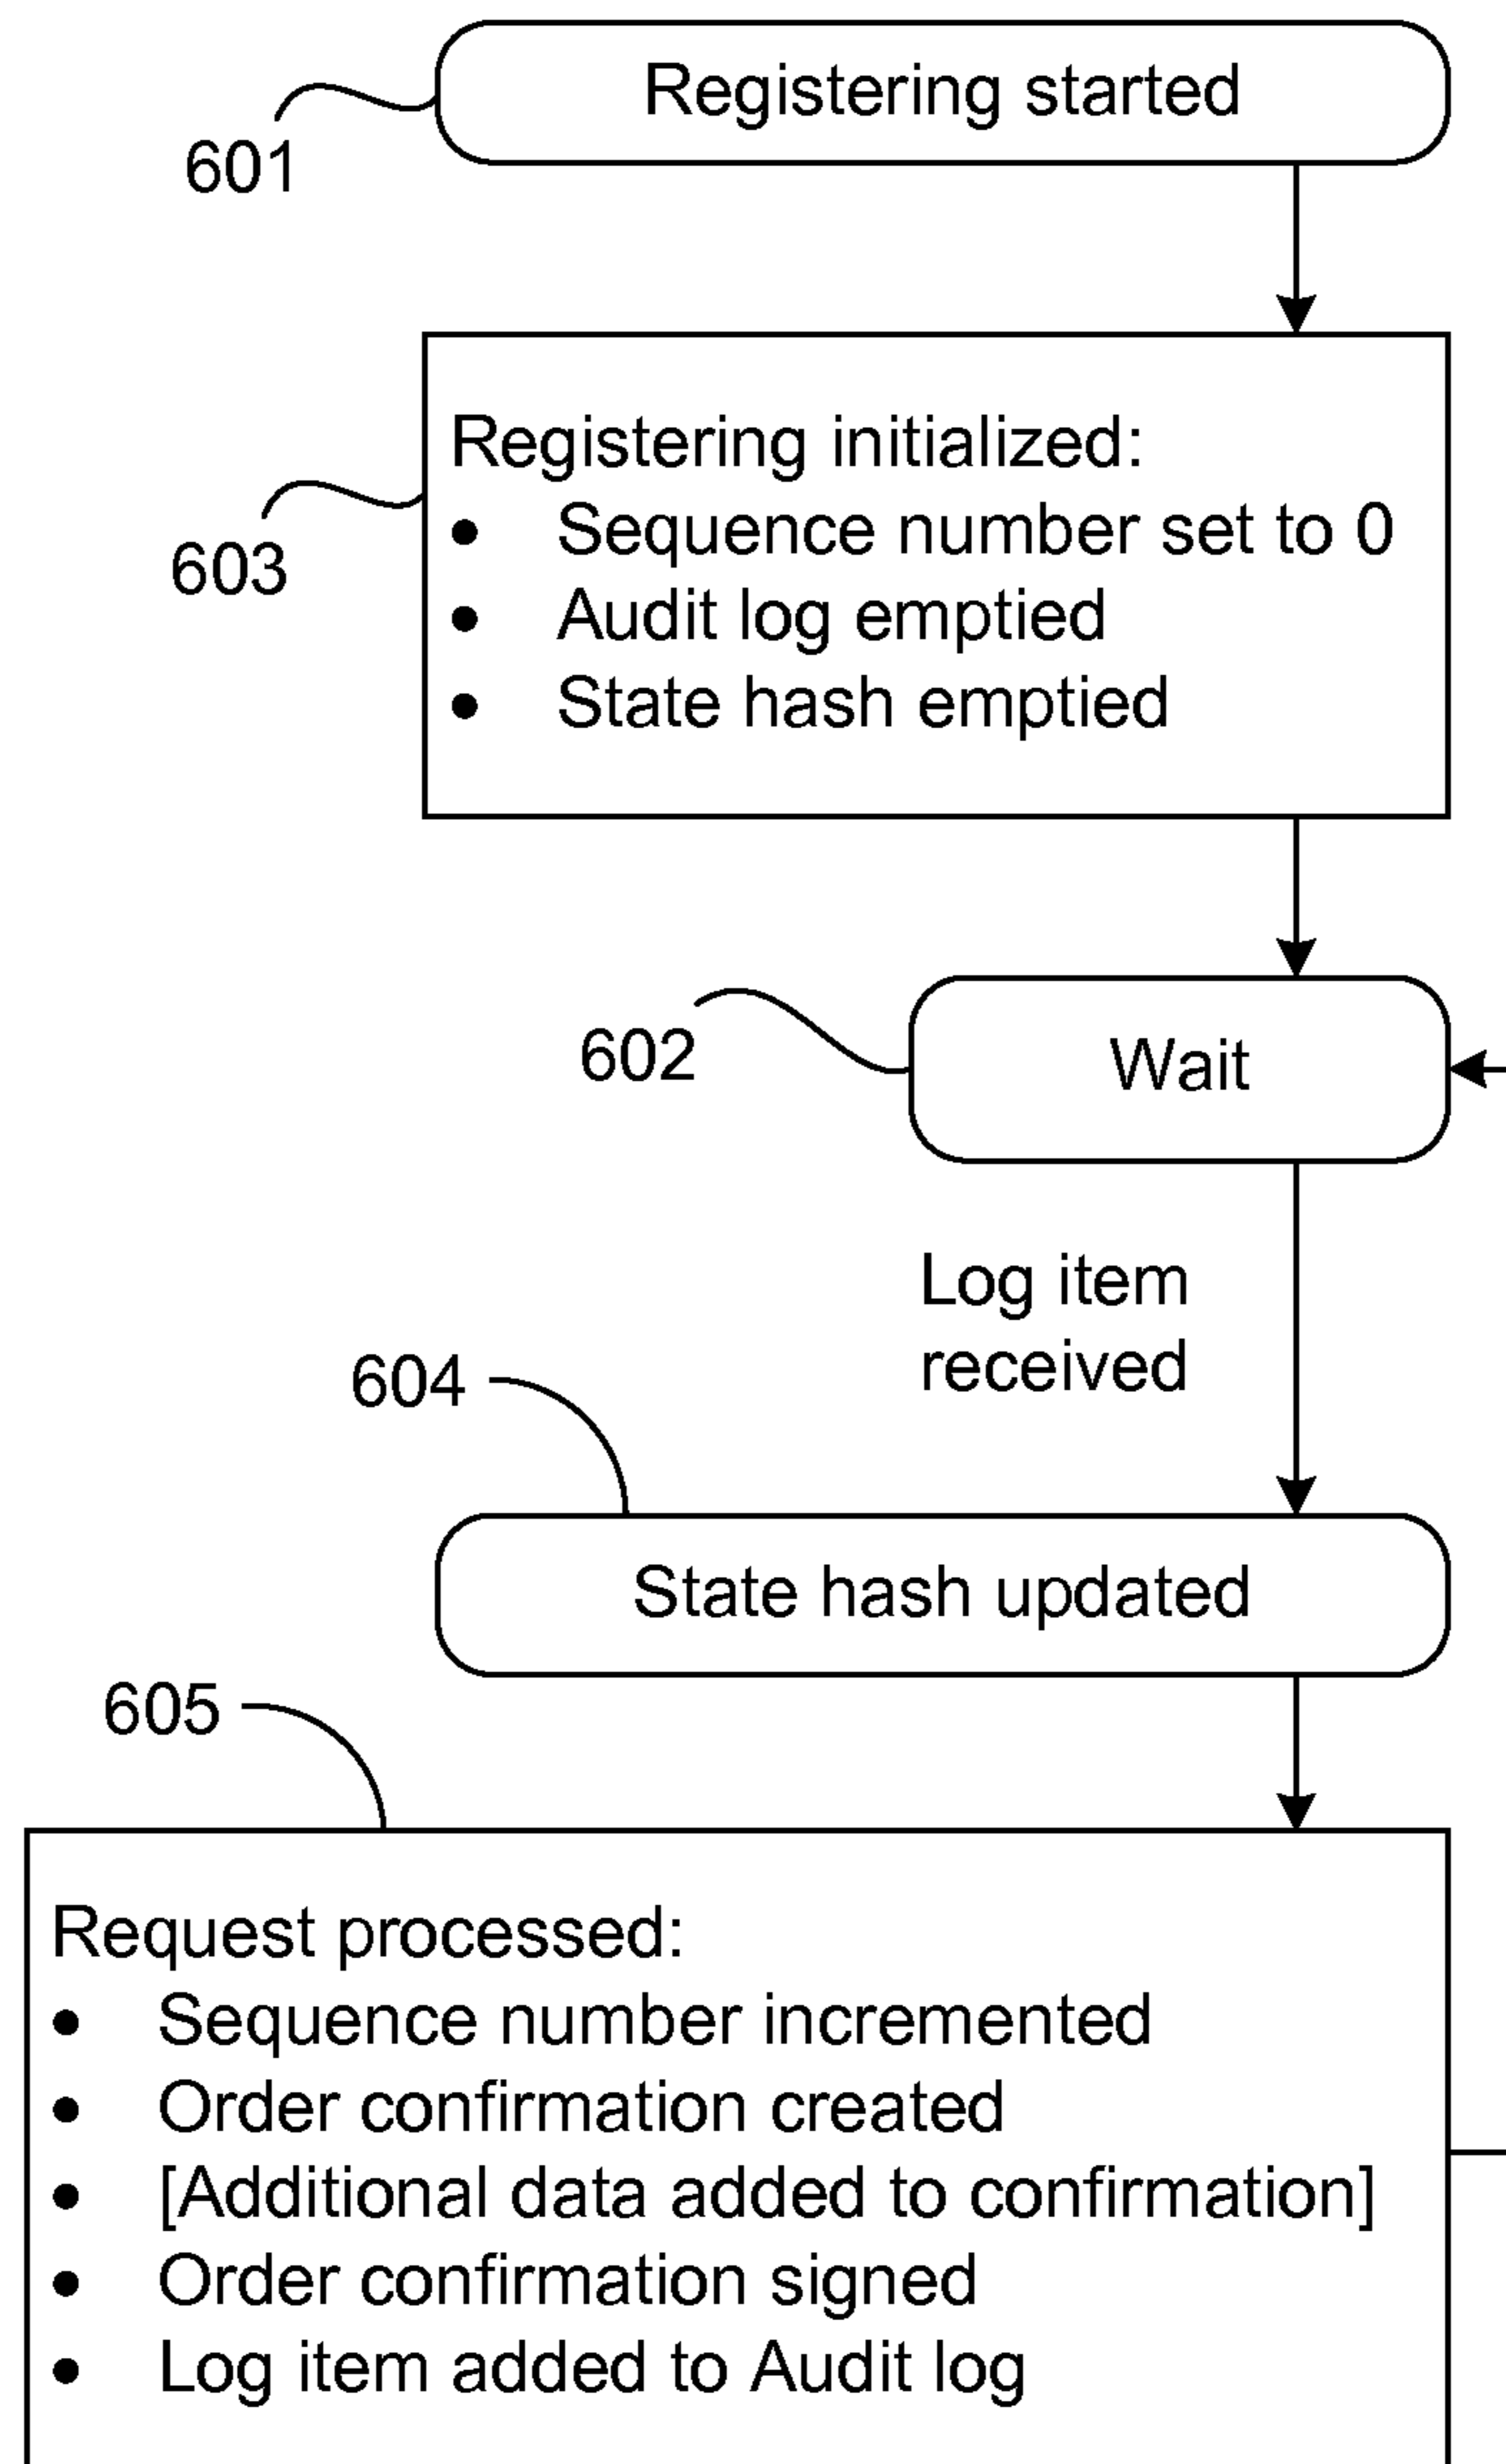 Registering started
601
Registering initialized:
• Sequence number set to 0
• Audit log emptied
• State hash emptied
603
Wait
602
Log item
received
604
State hash updated
605
Request processed:
• Sequence number incremented
• Order confirmation created
• [Additional data added to confirmation]
• Order confirmation signed
• Log item added to Audit log